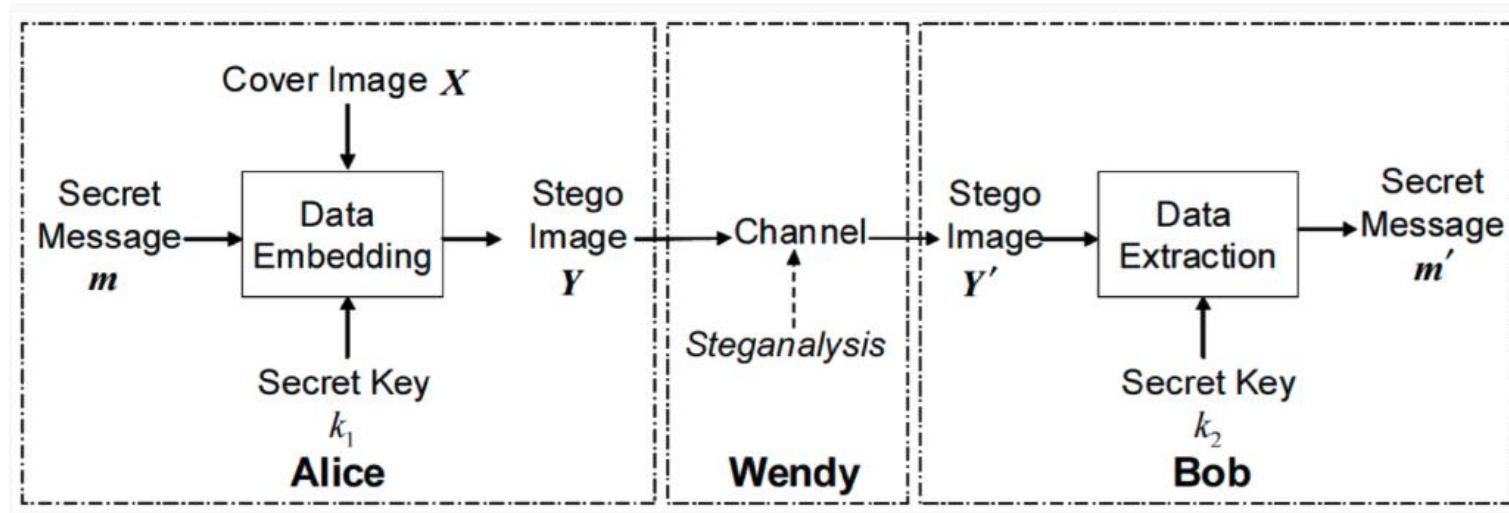 Cover Image X
Secret
Message
m
Data
Embedding
Stego
Image
Y
Secret Key
k₁
Alice
Channel
Steganalysis
Wendy
Stego
Image
Y′
Data
Extraction
Secret
Message
m′
Secret Key
k₂
Bob